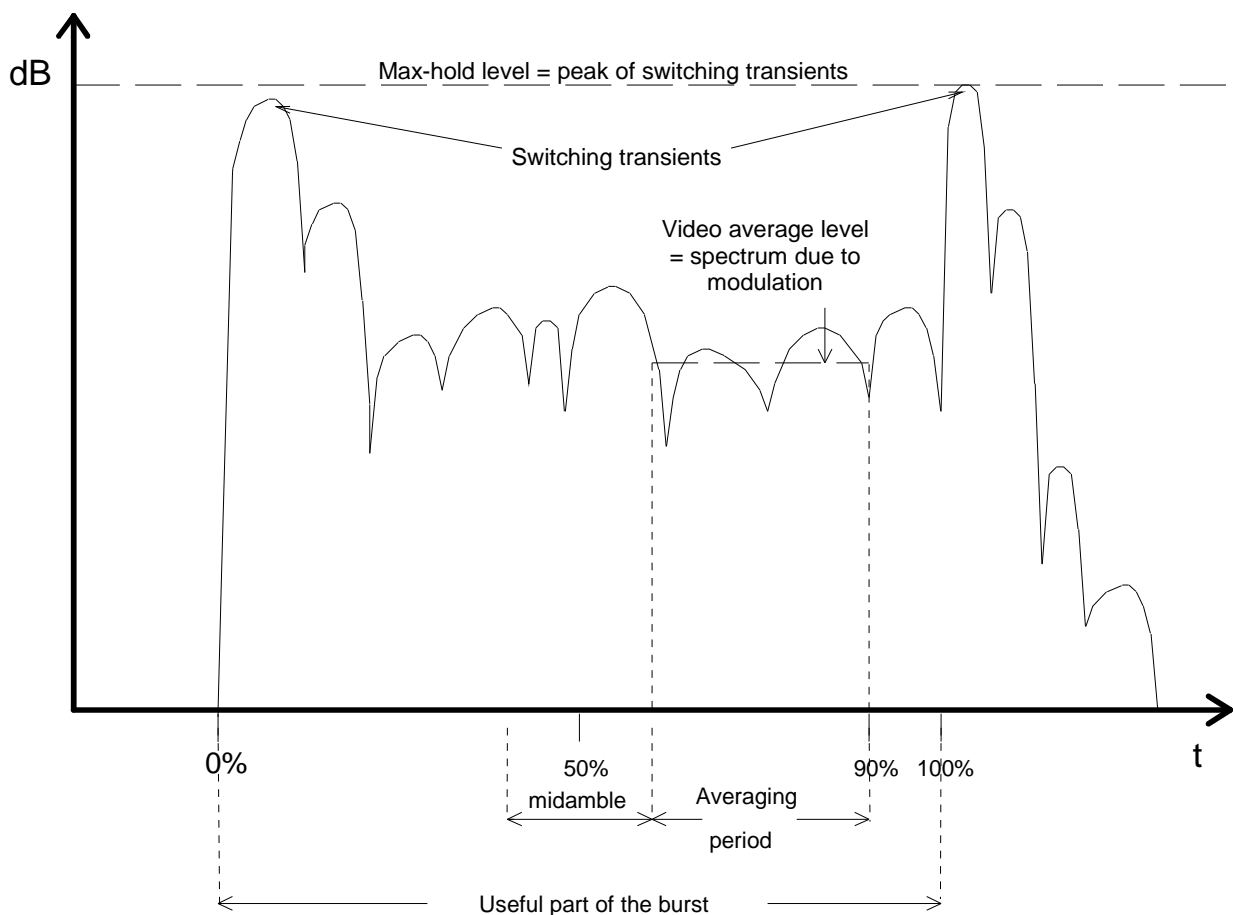 dB
Max-hold level = peak of switching transients
Switching transients
Video average level
= spectrum due to
modulation
0%
50%
90%
100%
t
midamble
Averaging
period
Useful part of the burst